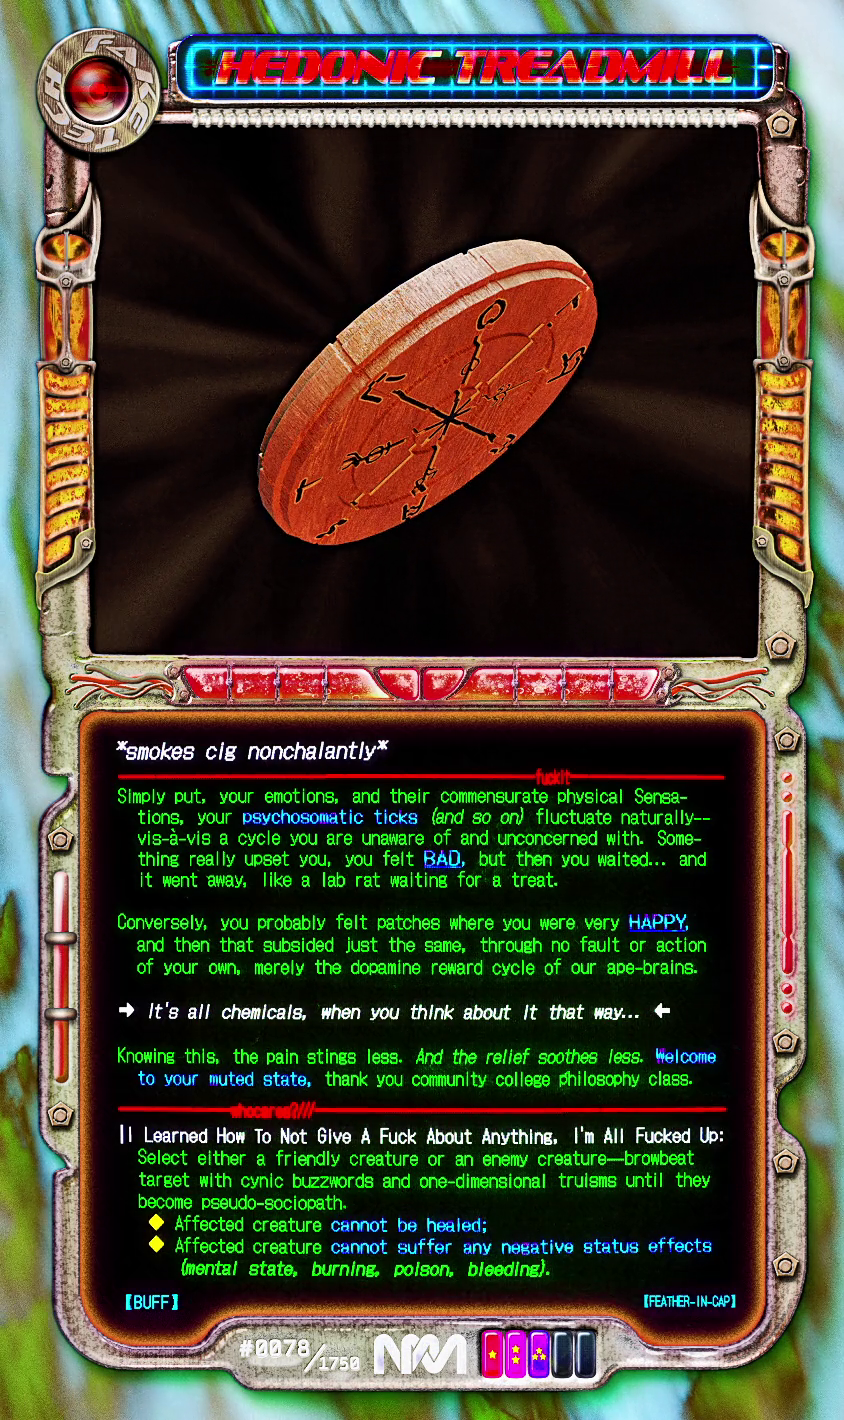 HEDONIC TREADMILL
FAKE TECH
*smokes cig nonchalantly*
fuckit
Simply put, your emotions, and their commensurate physical Sensa-
tions, your psychosomatic ticks (and so on) fluctuate naturally--
vis-à-vis a cycle you are unaware of and unconcerned with. Some-
thing really upset you, you felt BAD, but then you waited... and
it went away, like a lab rat waiting for a treat.
Conversely, you probably felt patches where you were very HAPPY,
and then that subsided just the same, through no fault or action
of your own, merely the dopamine reward cycle of our ape-brains.
➡ It's all chemicals, when you think about it that way... ⬅
Knowing this, the pain stings less. And the relief soothes less. Welcome
to your muted state, thank you community college philosophy class.
whocares?///
|I Learned How To Not Give A Fuck About Anything, I'm All Fucked Up:
Select either a friendly creature or an enemy creature—browbeat
target with cynic buzzwords and one-dimensional truisms until they
become pseudo-sociopath.
◆ Affected creature cannot be healed;
◆ Affected creature cannot suffer any negative status effects
(mental state, burning, poison, bleeding).
【BUFF】 【FEATHER-IN-CAP】
#0078/1750 NPM